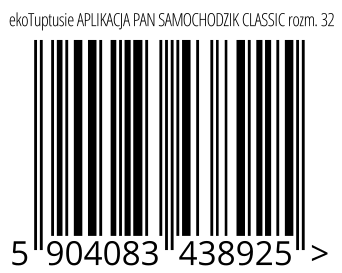 ekoTuptusie APLIKACJA PAN SAMOCHODZIK CLASSIC rozm. 32
5 904083 438925 >